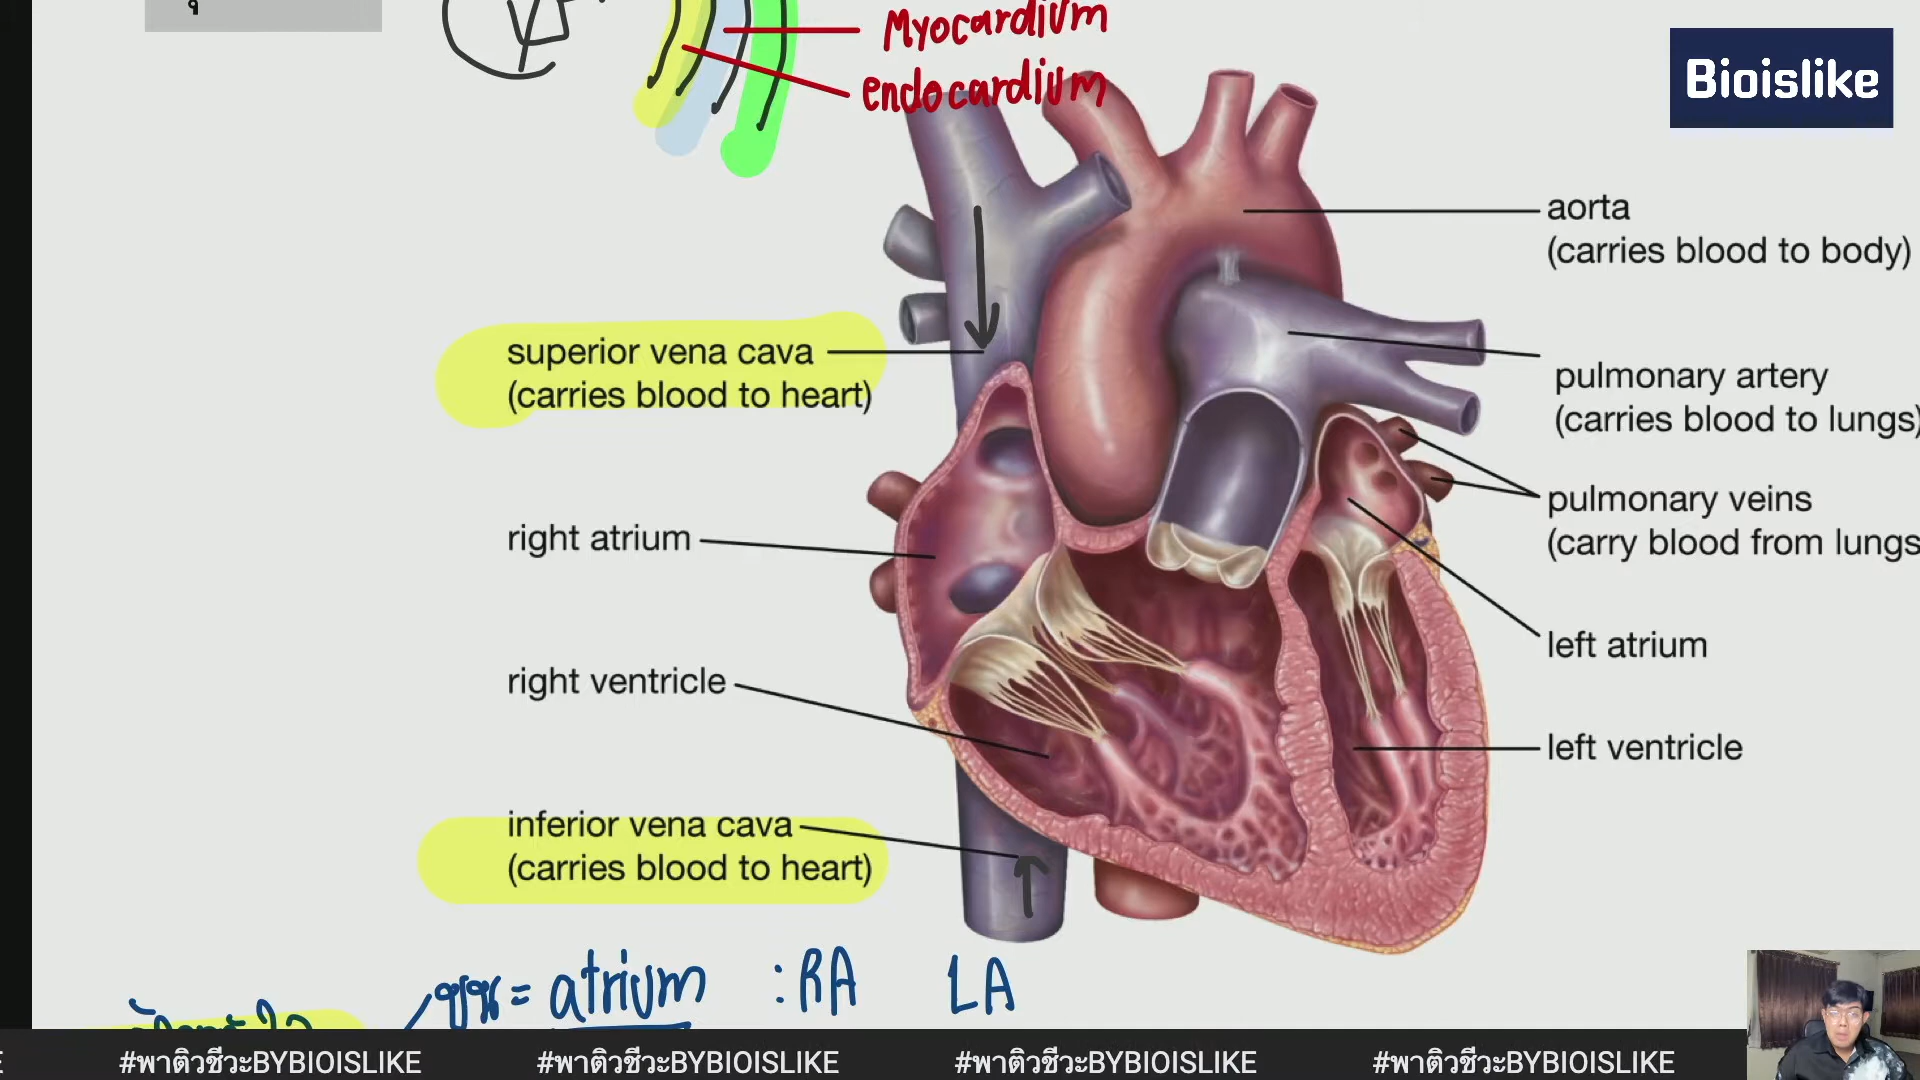 Myocardium
endocardium
Bioislike
aorta
(carries blood to body)
superior vena cava
(carries blood to heart)
pulmonary artery
(carries blood to lungs)
pulmonary veins
(carry blood from lungs
right atrium
left atrium
right ventricle
left ventricle
inferior vena cava
(carries blood to heart)
บน = atrium : RA LA
#พาติวชีวะBYBIOISLIKE #พาติวชีวะBYBIOISLIKE #พาติวชีวะBYBIOISLIKE #พาติวชีวะBYBIOISLIKE